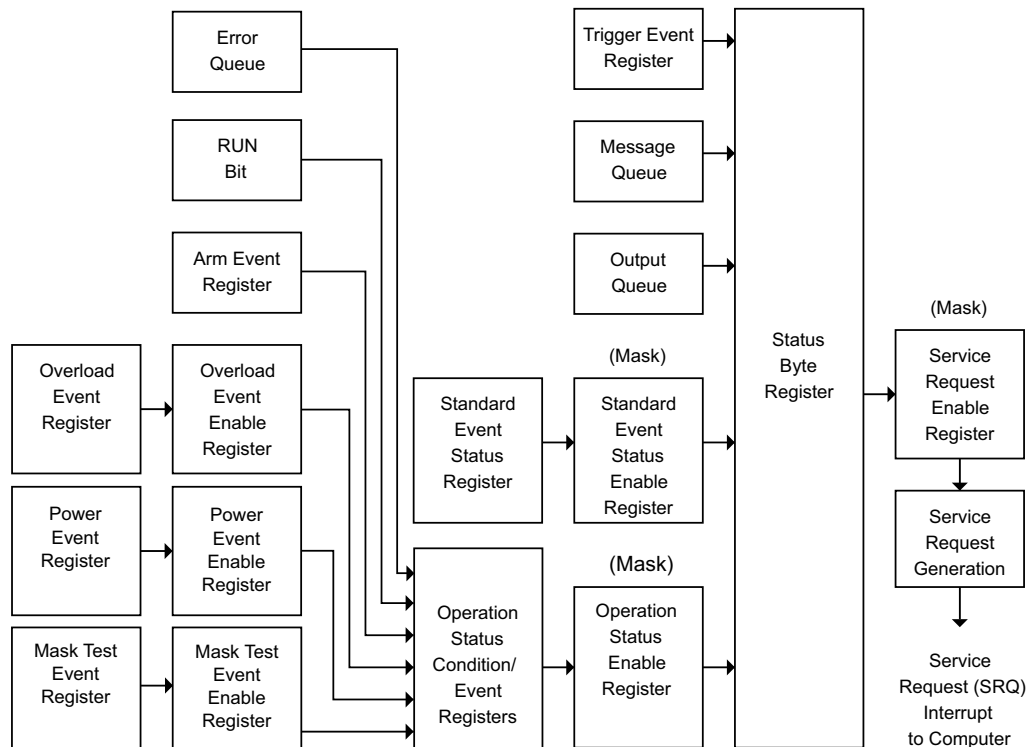 Error
Queue
RUN
Bit
Arm Event
Register
Overload
Event
Register
Overload
Event
Enable
Register
Power
Event
Register
Power
Event
Enable
Register
Mask Test
Event
Register
Mask Test
Event
Enable
Register
Trigger Event
Register
Message
Queue
Output
Queue
Standard
Event
Status
Register
(Mask)
Standard
Event
Status
Enable
Register
Operation
Status
Condition/
Event
Registers
(Mask)
Operation
Status
Enable
Register
Status
Byte
Register
(Mask)
Service
Request
Enable
Register
Service
Request
Generation
Service
Request (SRQ)
Interrupt
to Computer